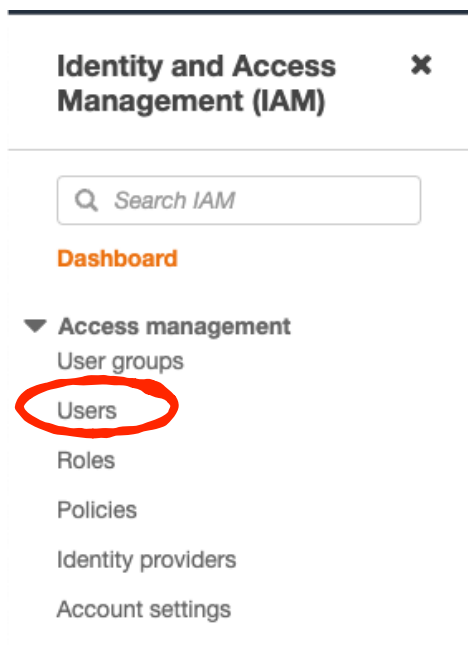 Identity and Access
Management (IAM)
Search IAM
Dashboard
Access management
User groups
Users
Roles
Policies
Identity providers
Account settings